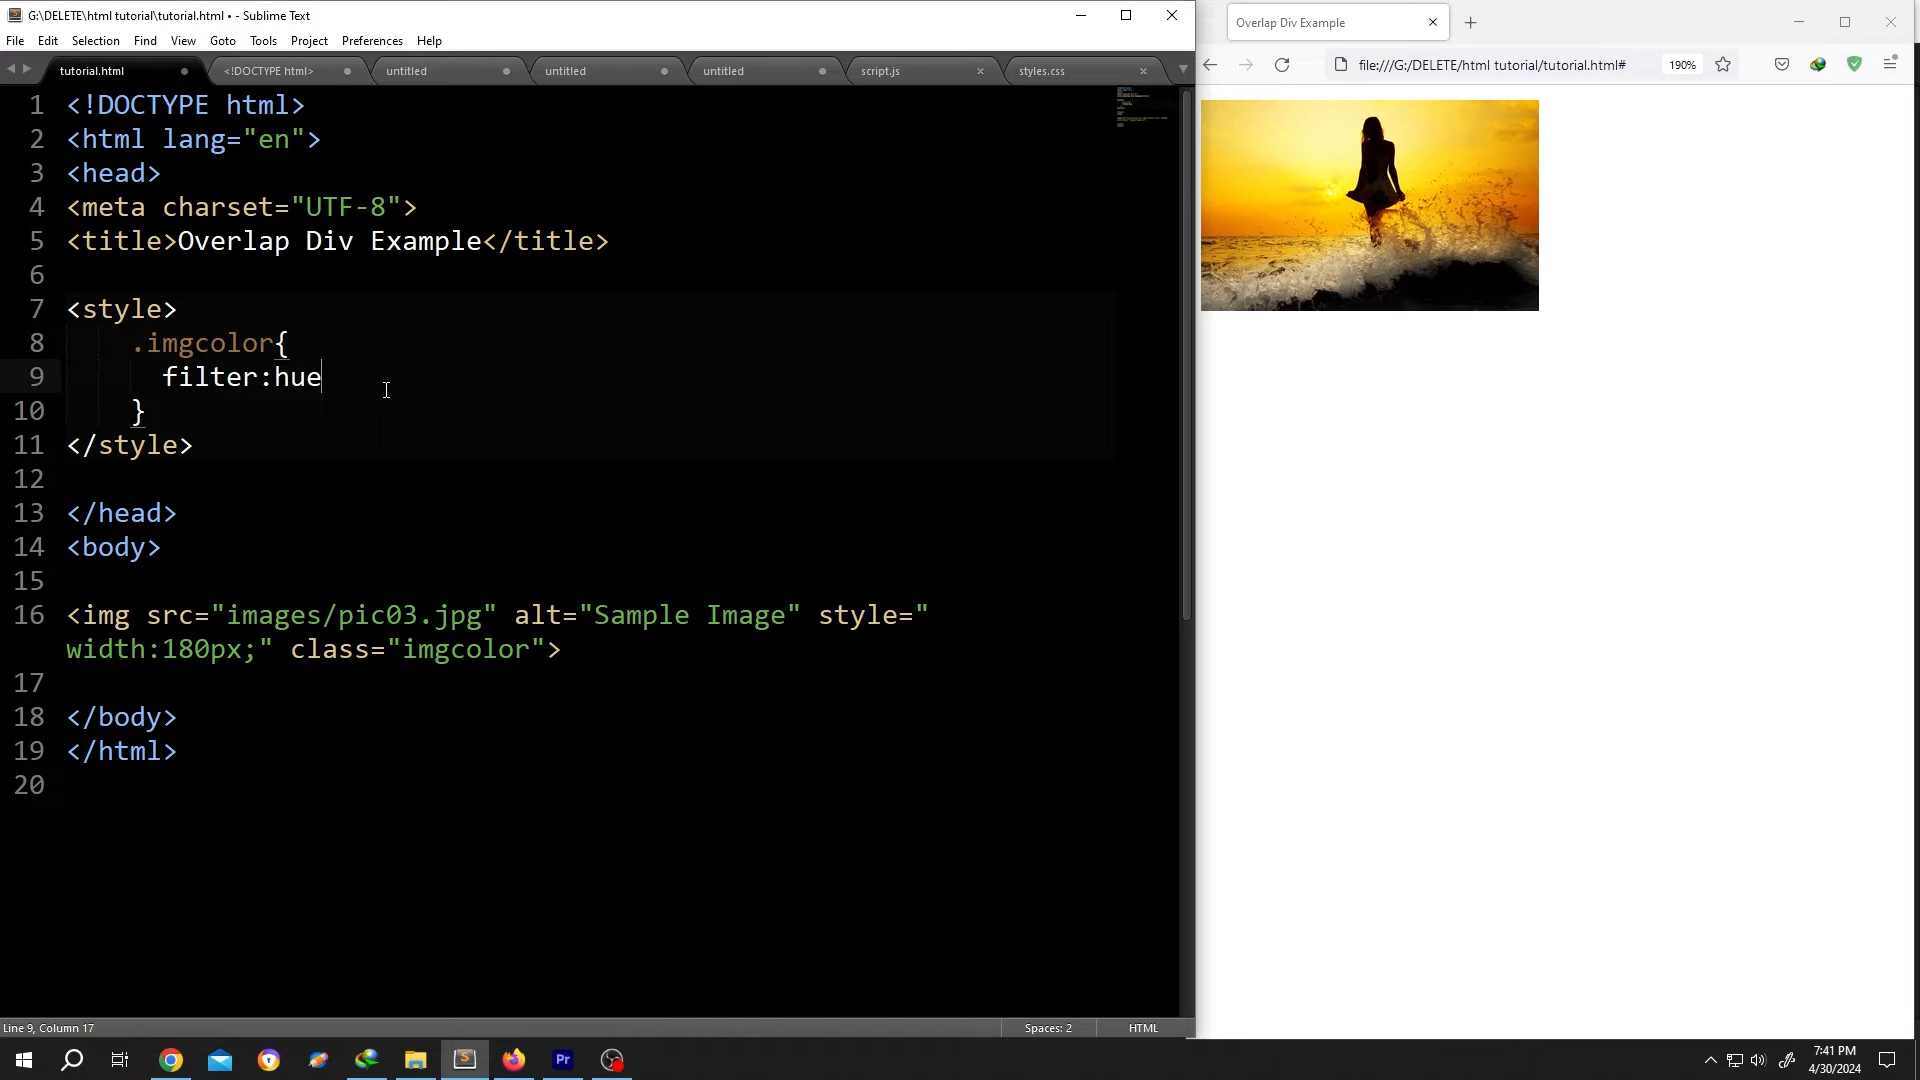 G:\DELETE\html tutorial\tutorial.html • - Sublime Text
File Edit Selection Find View Goto Tools Project Preferences Help
tutorial.html <!DOCTYPE html> untitled untitled untitled script.js styles.css
1 <!DOCTYPE html>
2 <html lang="en">
3 <head>
4 <meta charset="UTF-8">
5 <title>Overlap Div Example</title>
6
7 <style>
8 .imgcolor{
9 filter:hue
10 }
11 </style>
12
13 </head>
14 <body>
15
16 <img src="images/pic03.jpg" alt="Sample Image" style="
width:180px;" class="imgcolor">
17
18 </body>
19 </html>
20
Line 9, Column 17 Spaces: 2 HTML
Overlap Div Example
file:///G:/DELETE/html tutorial/tutorial.html# 190%
Pr
7:41 PM
4/30/2024